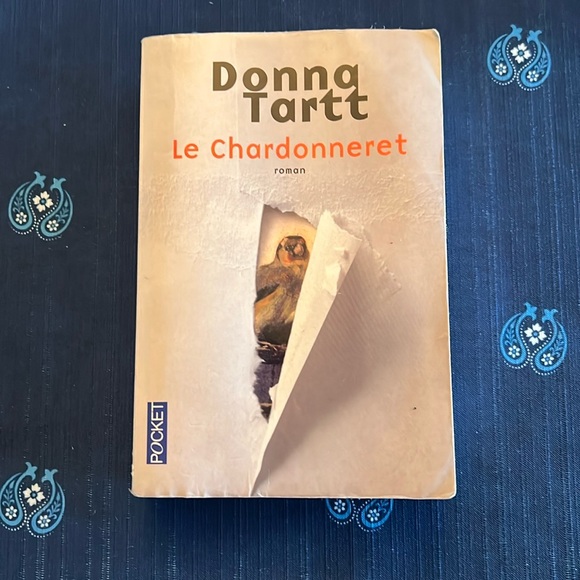 Donna
Tartt
Le Chardonneret
roman
POCKET